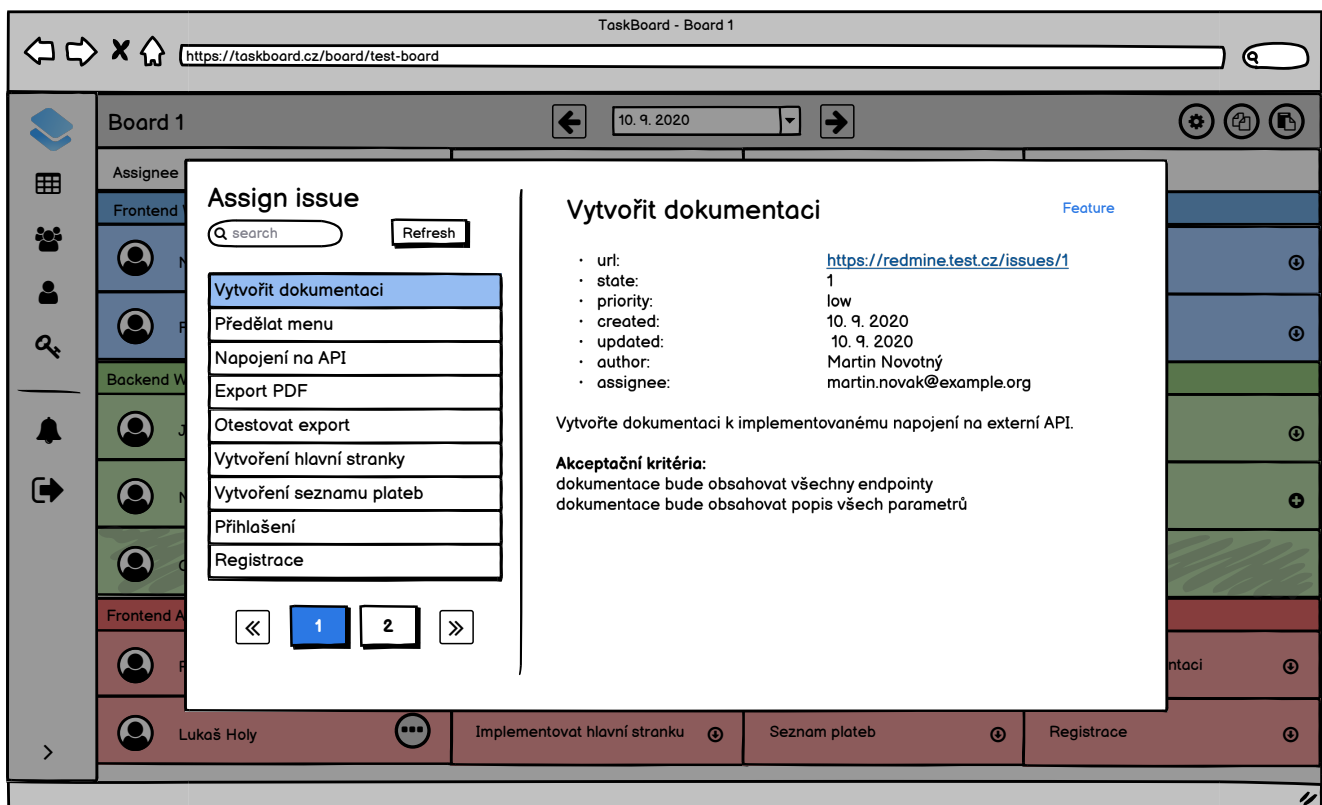 TaskBoard - Board 1
https://taskboard.cz/board/test-board
Board 1
10. 9. 2020
Assignee
Frontend
Backend
Frontend
Assign issue
search
Refresh
Vytvořit dokumentaci
Předělat menu
Napojení na API
Export PDF
Otestovat export
Vytvoření hlavní stranky
Vytvoření seznamu plateb
Přihlašení
Registrace
1
2
Vytvořit dokumentaci
Feature
· url: https://redmine.test.cz/issues/1
· state: 1
· priority: low
· created: 10. 9. 2020
· updated: 10. 9. 2020
· author: Martin Novotný
· assignee: martin.novak@example.org
Vytvořte dokumentaci k implementovanému napojení na externí API.
Akceptační kritéria:
dokumentace bude obsahovat všechny endpointy
dokumentace bude obsahovat popis všech parametrů
ntaci
Lukaš Holy
Implementovat hlavní stranku
Seznam plateb
Registrace